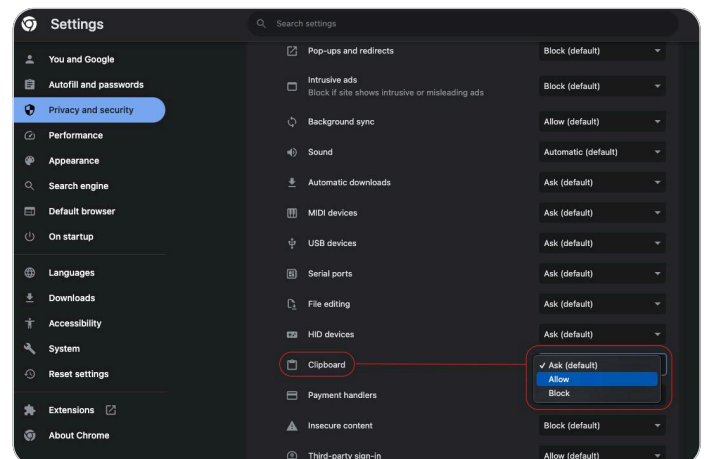 Settings
Search settings
You and Google
Autofill and passwords
Privacy and security
Performance
Appearance
Search engine
Default browser
On startup
Languages
Downloads
Accessibility
System
Reset settings
Extensions
About Chrome
Pop-ups and redirects
Block (default)
Intrusive ads
Block if site shows intrusive or misleading ads
Block (default)
Background sync
Allow (default)
Sound
Automatic (default)
Automatic downloads
Ask (default)
MIDI devices
Ask (default)
USB devices
Ask (default)
Serial ports
Ask (default)
File editing
Ask (default)
HID devices
Ask (default)
Clipboard
✓ Ask (default)
Allow
Block
Payment handlers
Insecure content
Block (default)
Third-party sign-in
Allow (default)